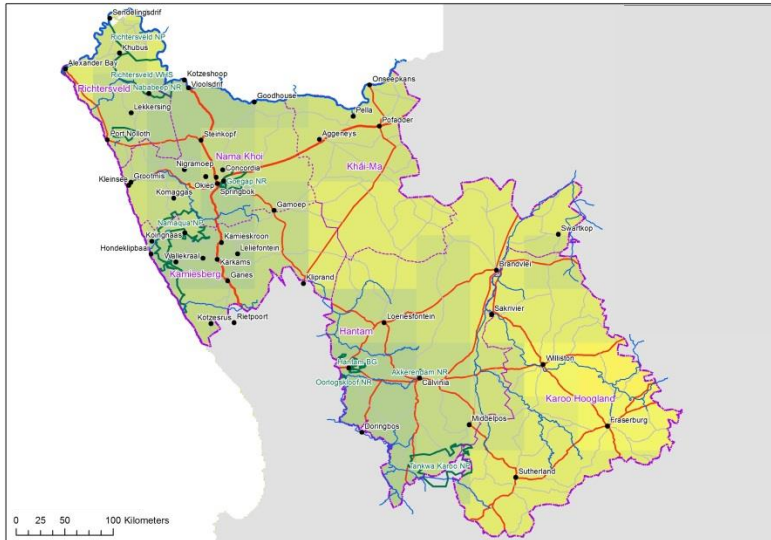 Sendelingsdrif
Richtersveld NP
Khubus
Alexander Bay
Richtersveld WHS
Kotzeshoop
Nababeep NR
Vioolsdrif
Richtersveld
Onseepkans
Goodhouse
Lekkersing
Pella
Pofadder
Port Nolloth
Steinkopf
Aggeneys
Nama Khoi
Nigramoep
Concordia
Khâi-Ma
Kleinsee
Grootmis
Okiep
Goegap NR
Springbok
Komaggas
Gamoep
Namaqua NP
Koingnaas
Kamieskroon
Swartkop
Hondeklipbaai
Wallekraal
Leliefontein
Karkams
Brandvlei
Kamiesberg
Garies
Kliprand
Kotzesrus
Rietpoort
Loeriesfontein
Sakrivier
Hantam
Hantam BG
Akkerendam NR
Williston
Oorlogskloof NR
Calvinia
Karoo Hoogland
Doringbos
Middelpos
Fraserburg
Tankwa Karoo NP
Sutherland
0 25 50 100 Kilometers